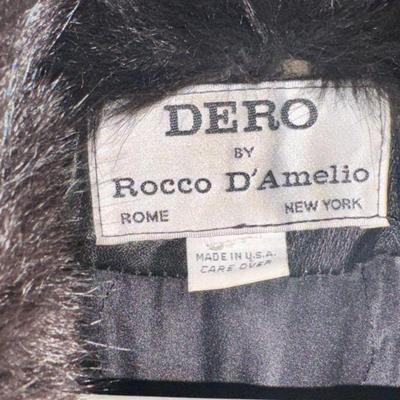 DERO
BY
Rocco D'Amelio
ROME NEW YORK
MADE IN U.S.A.
CARE OVER